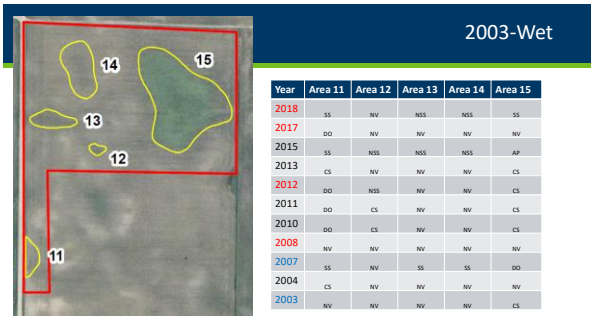 2003-Wet
14
15
13
12
11
Year Area 11 Area 12 Area 13 Area 14 Area 15
2018 SS NV NSS NSS SS
2017 DO NV NV NV NV
2015 SS NSS NSS NSS AP
2013 CS NV NV NV CS
2012 DO NSS NV NV CS
2011 DO CS NV NV CS
2010 DO CS NV NV CS
2008 NV NV NV NV NV
2007 SS NV SS SS DO
2004 CS NV NV NV NV
2003 NV NV NV NV CS